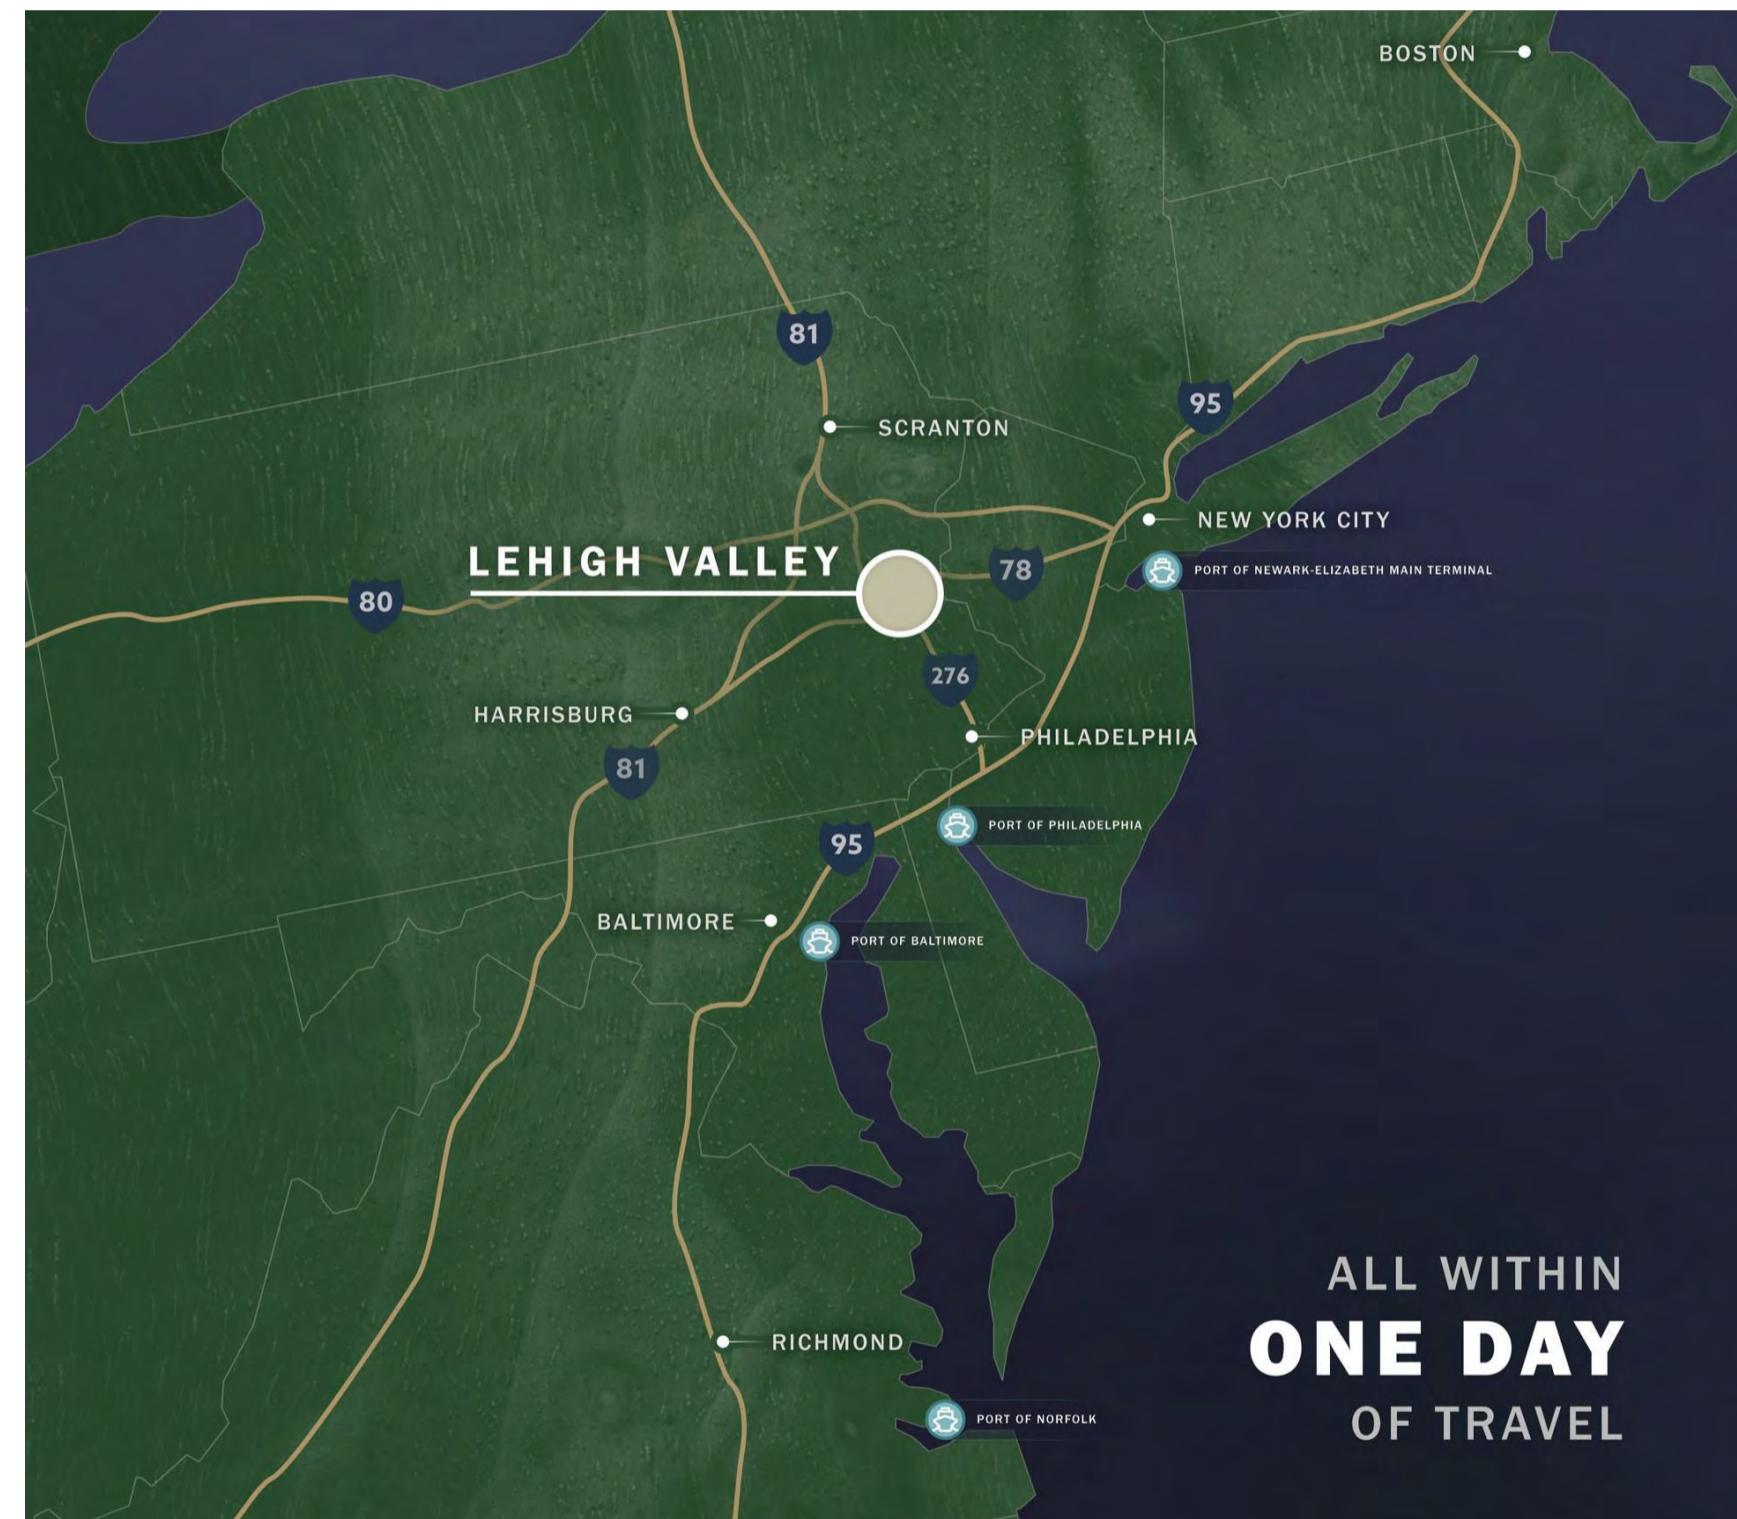 BOSTON
81
95
SCRANTON
NEW YORK CITY
LEHIGH VALLEY
78
PORT OF NEWARK-ELIZABETH MAIN TERMINAL
80
276
HARRISBURG
PHILADELPHIA
81
PORT OF PHILADELPHIA
95
BALTIMORE
PORT OF BALTIMORE
ALL WITHIN
ONE DAY
OF TRAVEL
RICHMOND
PORT OF NORFOLK